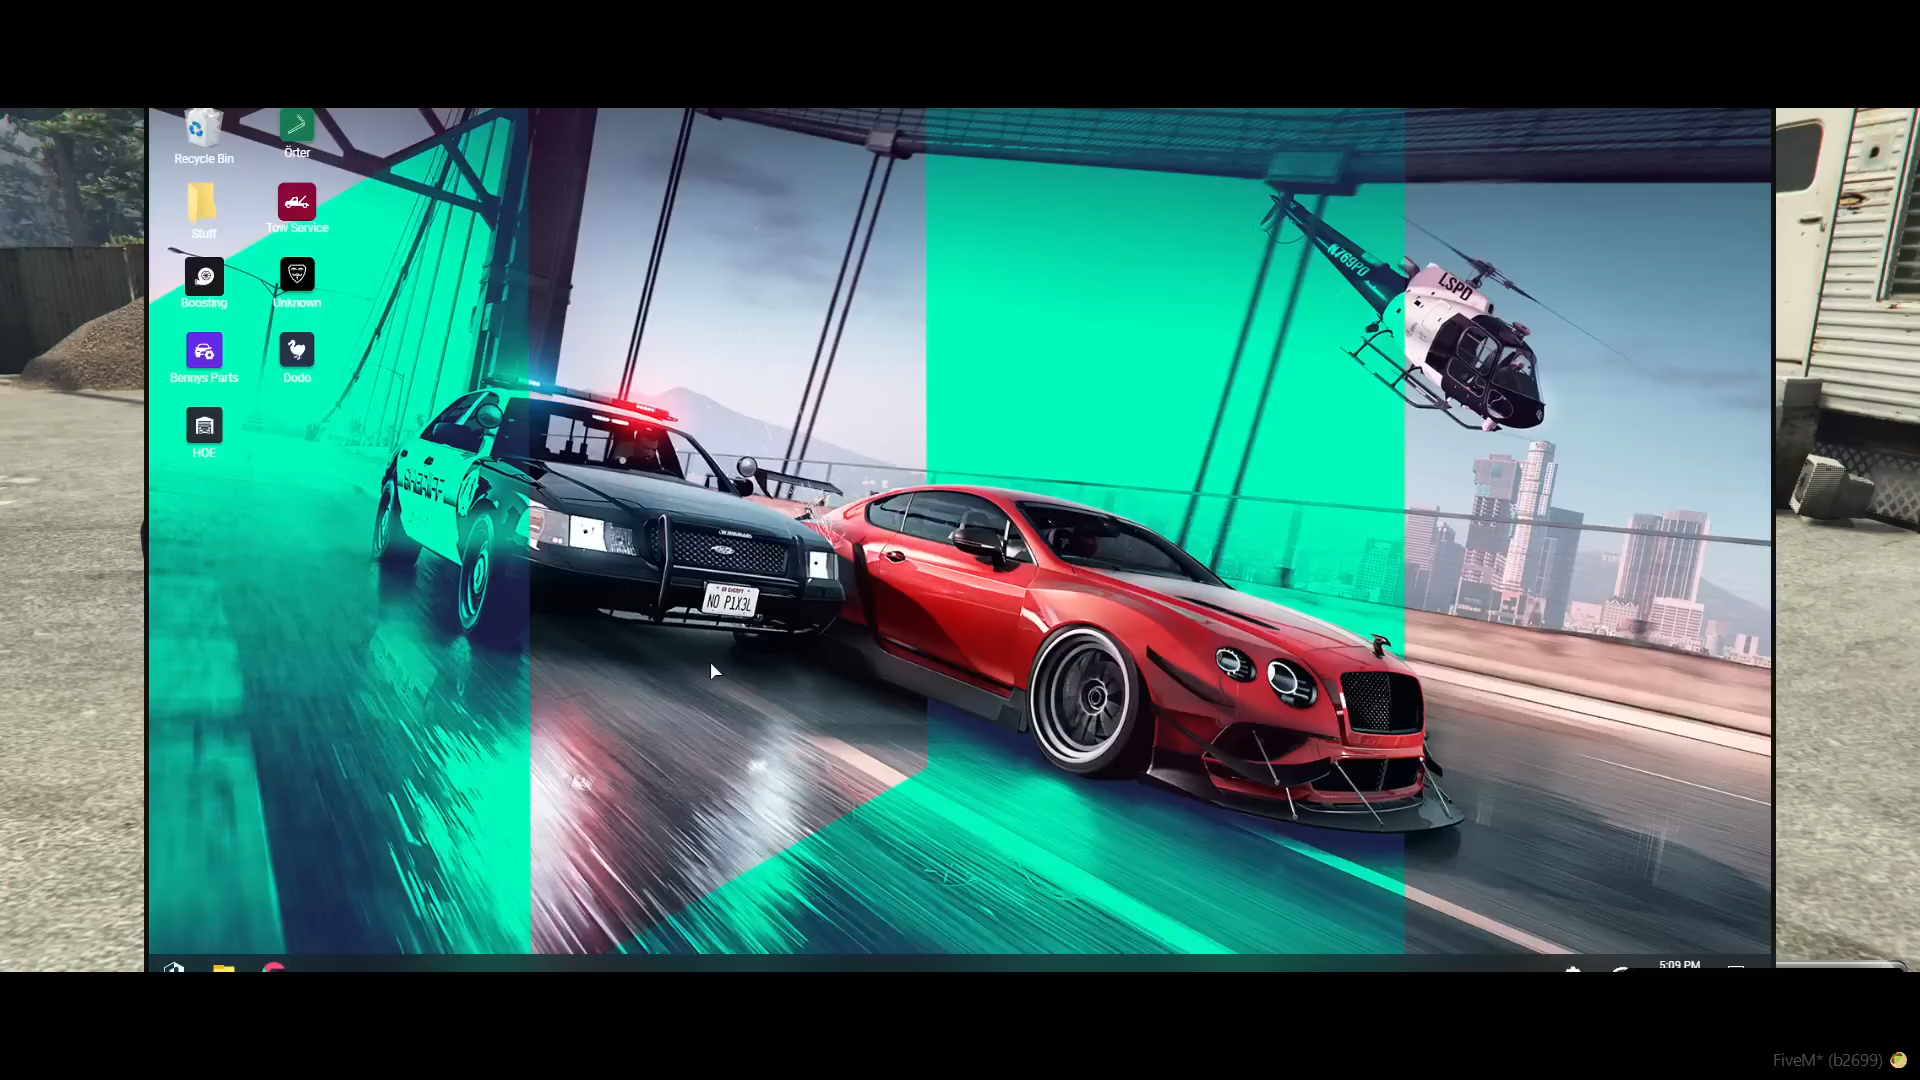 Recycle Bin
Örter
Stuff
Tow Service
Boosting
Unknown
Bennys Parts
Dodo
HOE
N769PD
LSPD
SHERIFF
NO P1X3L
5:09 PM
FiveM* (b2699)